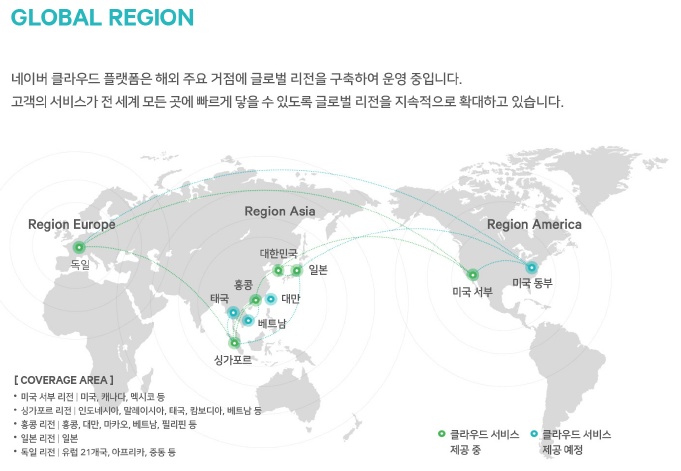 GLOBAL REGION
네이버 클라우드 플랫폼은 해외 주요 거점에 글로벌 리전을 구축하여 운영 중입니다.
고객의 서비스가 전 세계 모든 곳에 빠르게 닿을 수 있도록 글로벌 리전을 지속적으로 확대하고 있습니다.
Region Europe
독일
Region Asia
대한민국
일본
홍콩
대만
태국
베트남
싱가포르
Region America
미국 서부
미국 동부
[ COVERAGE AREA ]
• 미국 서부 리전 | 미국, 캐나다, 멕시코 등
• 싱가포르 리전 | 인도네시아, 말레이시아, 태국, 캄보디아, 베트남 등
• 홍콩 리전 | 홍콩, 대만, 마카오, 베트남, 필리핀 등
• 일본 리전 | 일본
• 독일 리전 | 유럽 21개국, 아프리카, 중동 등
클라우드 서비스
제공 중
클라우드 서비스
제공 예정